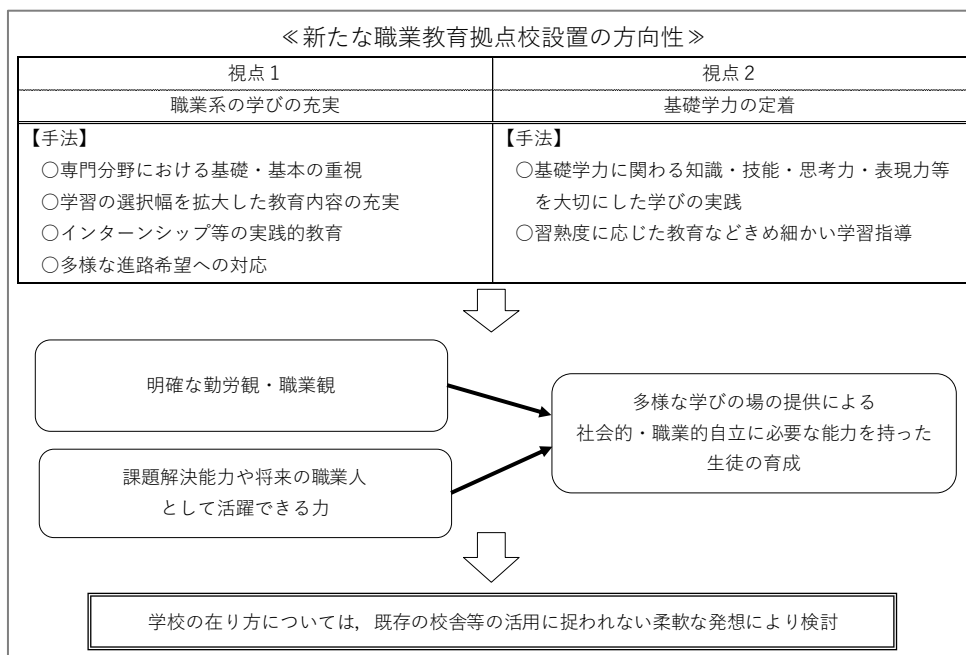 ≪新たな職業教育拠点校設置の方向性≫
視点1
視点2
職業系の学びの充実
基礎学力の定着
【手法】
○専門分野における基礎・基本の重視
○学習の選択幅を拡大した教育内容の充実
○インターンシップ等の実践的教育
○多様な進路希望への対応
【手法】
○基礎学力に関わる知識・技能・思考力・表現力等
を大切にした学びの実践
○習熟度に応じた教育などきめ細かい学習指導
明確な勤労観・職業観
課題解決能力や将来の職業人
として活躍できる力
多様な学びの場の提供による
社会的・職業的自立に必要な能力を持った
生徒の育成
学校の在り方については，既存の校舎等の活用に捉われない柔軟な発想により検討